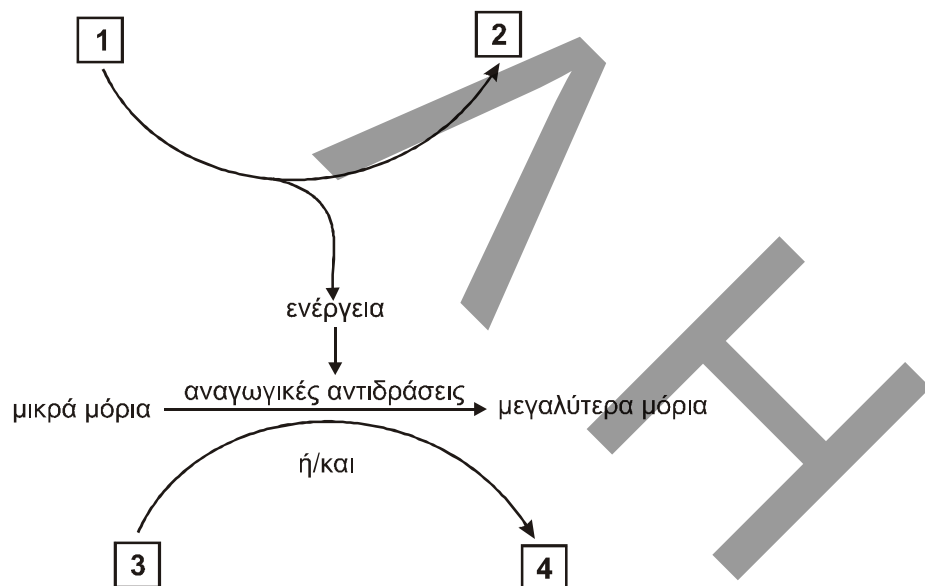 1 2
ενέργεια
αναγωγικές αντιδράσεις
μικρά μόρια μεγαλύτερα μόρια
ή/και
3 4